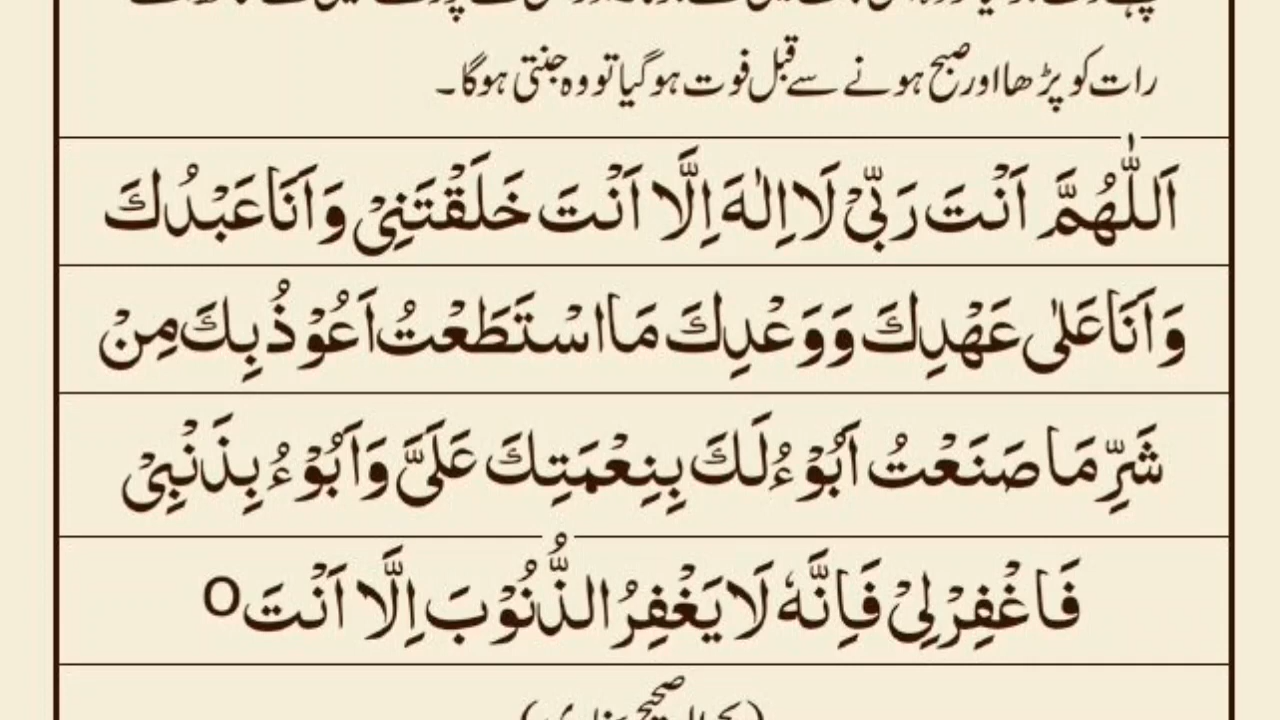 رات کو پڑھا اور صبح ہونے سے قبل فوت ہو گیا تو وہ جنتی ہوگا۔
اَللّٰهُمَّ اَنْتَ رَبِّیْ لَا اِلٰهَ اِلَّا اَنْتَ خَلَقْتَنِیْ وَاَنَا عَبْدُكَ
وَاَنَا عَلٰی عَهْدِكَ وَوَعْدِكَ مَا اسْتَطَعْتُ اَعُوْذُ بِكَ مِنْ
شَرِّ مَا صَنَعْتُ اَبُوْءُ لَكَ بِنِعْمَتِكَ عَلَیَّ وَاَبُوْءُ بِذَنْبِیْ
فَاغْفِرْلِیْ فَاِنَّهٗ لَا یَغْفِرُ الذُّنُوْبَ اِلَّا اَنْتَ O